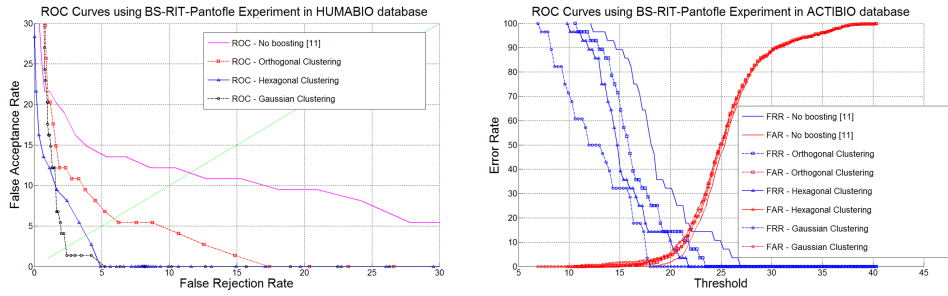 ROC Curves using BS-RIT-Pantofle Experiment in HUMABIO database
False Acceptance Rate
30
25
20
15
10
5
0
ROC - No boosting [11]
ROC - Orthogonal Clustering
ROC - Hexagonal Clustering
ROC - Gaussian Clustering
0 5 10 15 20 25 30
False Rejection Rate
ROC Curves using BS-RIT-Pantofle Experiment in ACTIBIO database
Error Rate
100
90
80
70
60
50
40
30
20
10
0
FRR - No boosting [11]
FAR - No boosting [11]
FRR - Orthogonal Clustering
FAR - Orthogonal Clustering
FRR - Hexagonal Clustering
FAR - Hexagonal Clustering
FRR - Gaussian Clustering
FAR - Gaussian Clustering
5 10 15 20 25 30 35 40 45
Threshold